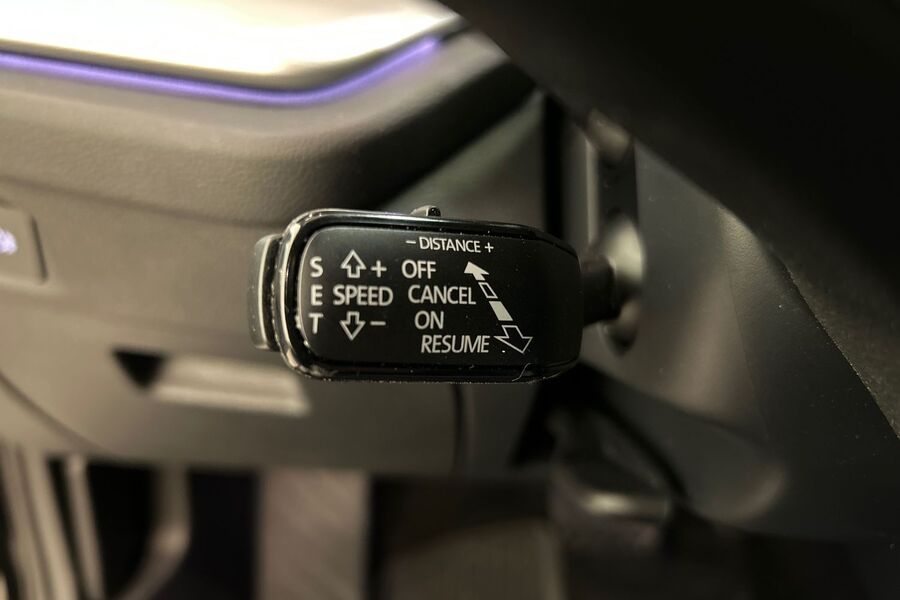 - DISTANCE +
S + OFF
E SPEED CANCEL
T - ON
RESUME